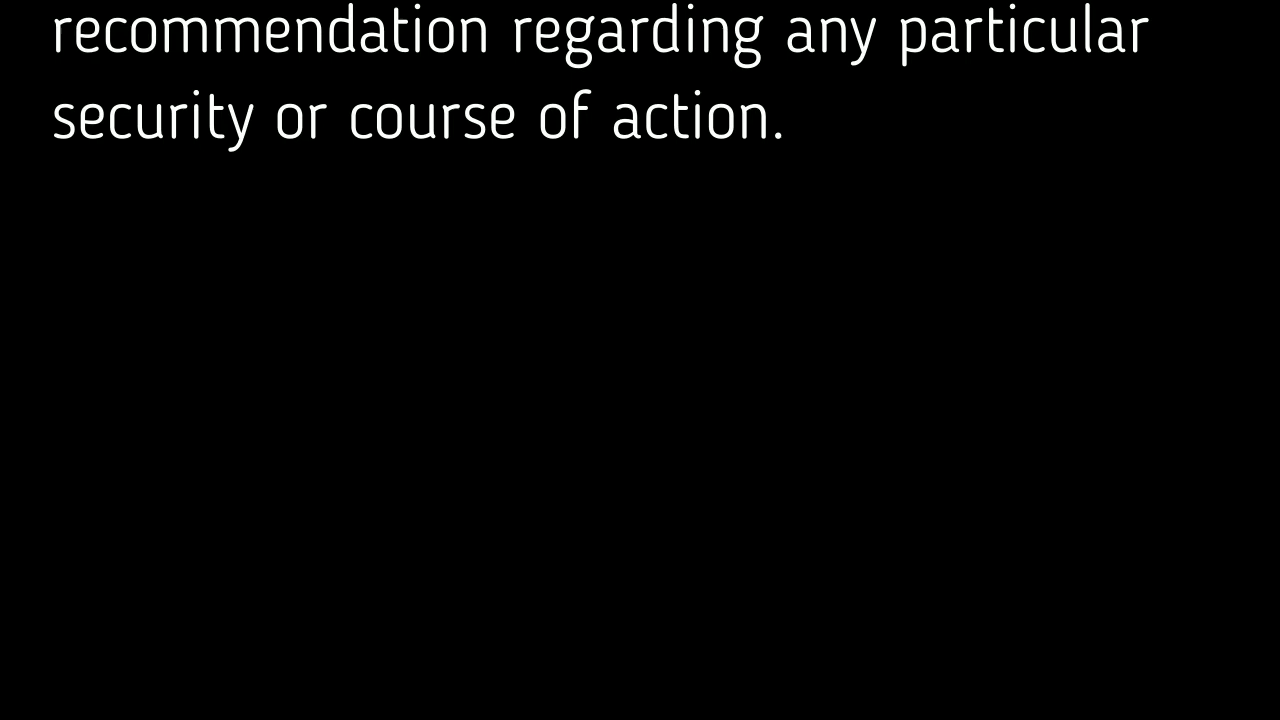 recommendation regarding any particular
security or course of action.